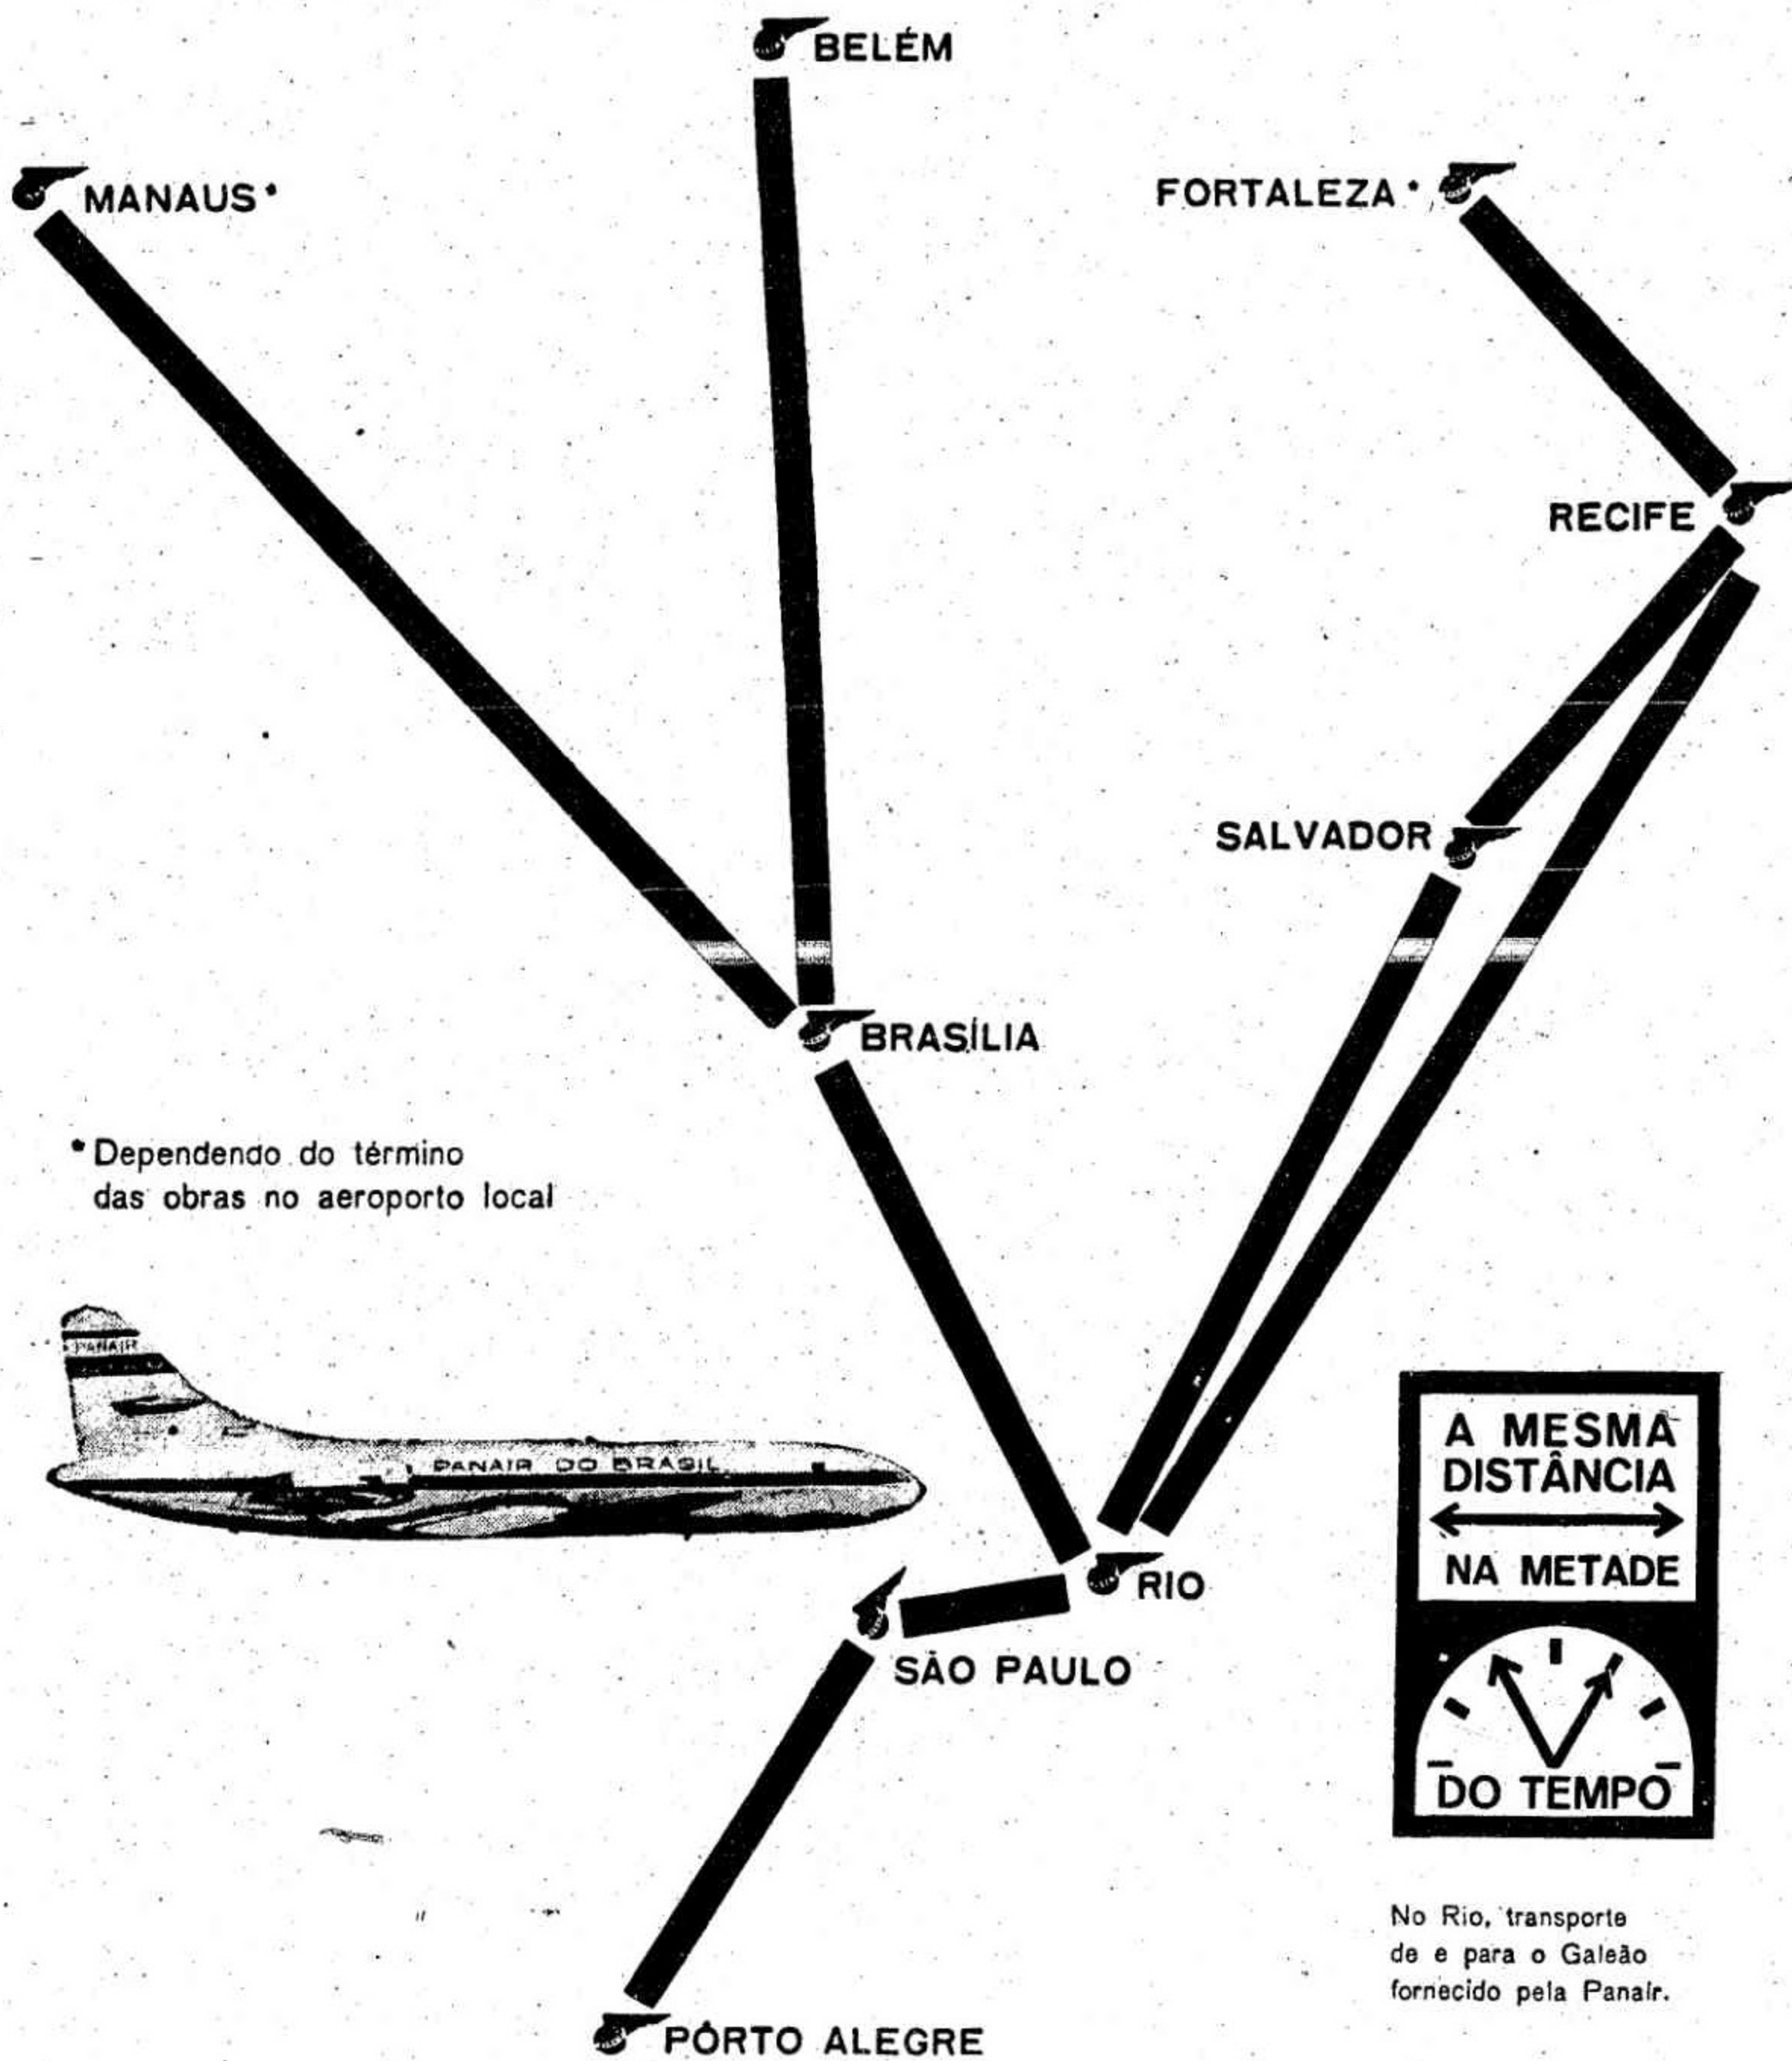 BELÉM
MANAUS*
FORTALEZA *
RECIFE
SALVADOR
BRASÍLIA
* Dependendo do término
das obras no aeroporto local
PANAIR
PANAIR DO BRASIL
A MESMA
DISTÂNCIA
NA METADE
DO TEMPO
RIO
SÃO PAULO
No Rio, transporte
de e para o Galeão
fornecido pela Panair.
PÔRTO ALEGRE